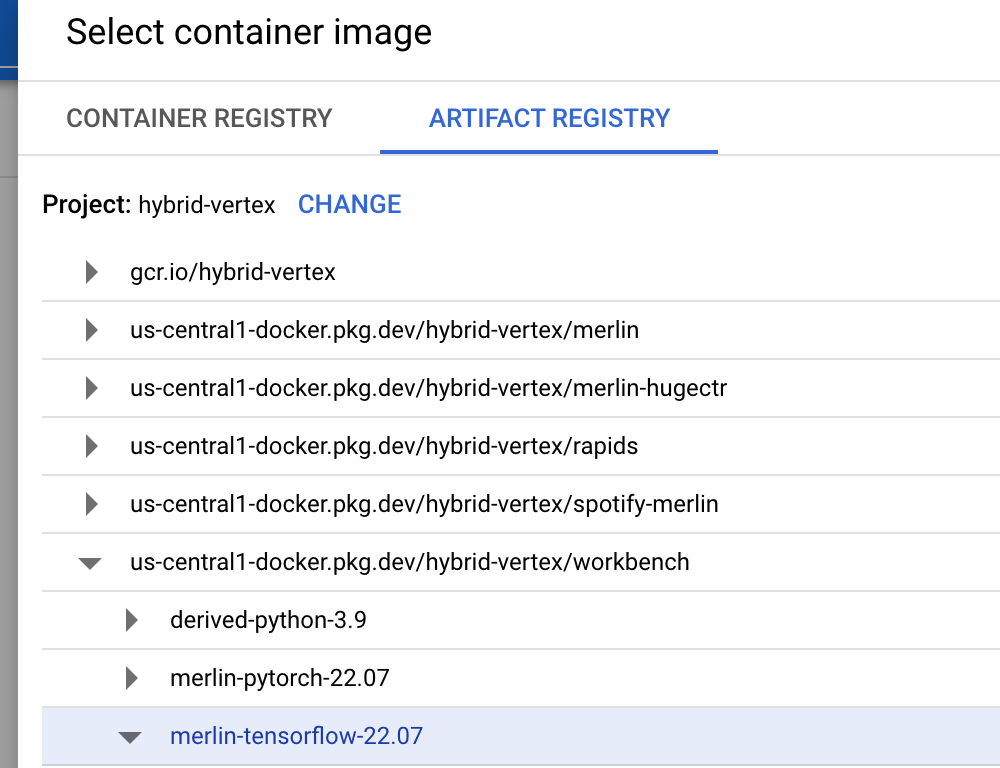 Select container image
CONTAINER REGISTRY ARTIFACT REGISTRY
Project: hybrid-vertex CHANGE
gcr.io/hybrid-vertex
us-central1-docker.pkg.dev/hybrid-vertex/merlin
us-central1-docker.pkg.dev/hybrid-vertex/merlin-hugectr
us-central1-docker.pkg.dev/hybrid-vertex/rapids
us-central1-docker.pkg.dev/hybrid-vertex/spotify-merlin
us-central1-docker.pkg.dev/hybrid-vertex/workbench
derived-python-3.9
merlin-pytorch-22.07
merlin-tensorflow-22.07